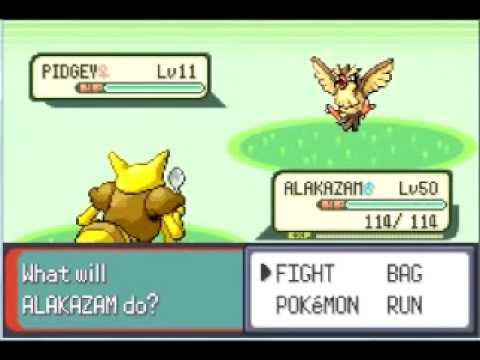 PIDGEY♀ Lv11
ALAKAZAM♂ Lv50
114/ 114
What will
ALAKAZAM do?
▶FIGHT BAG
POKéMON RUN